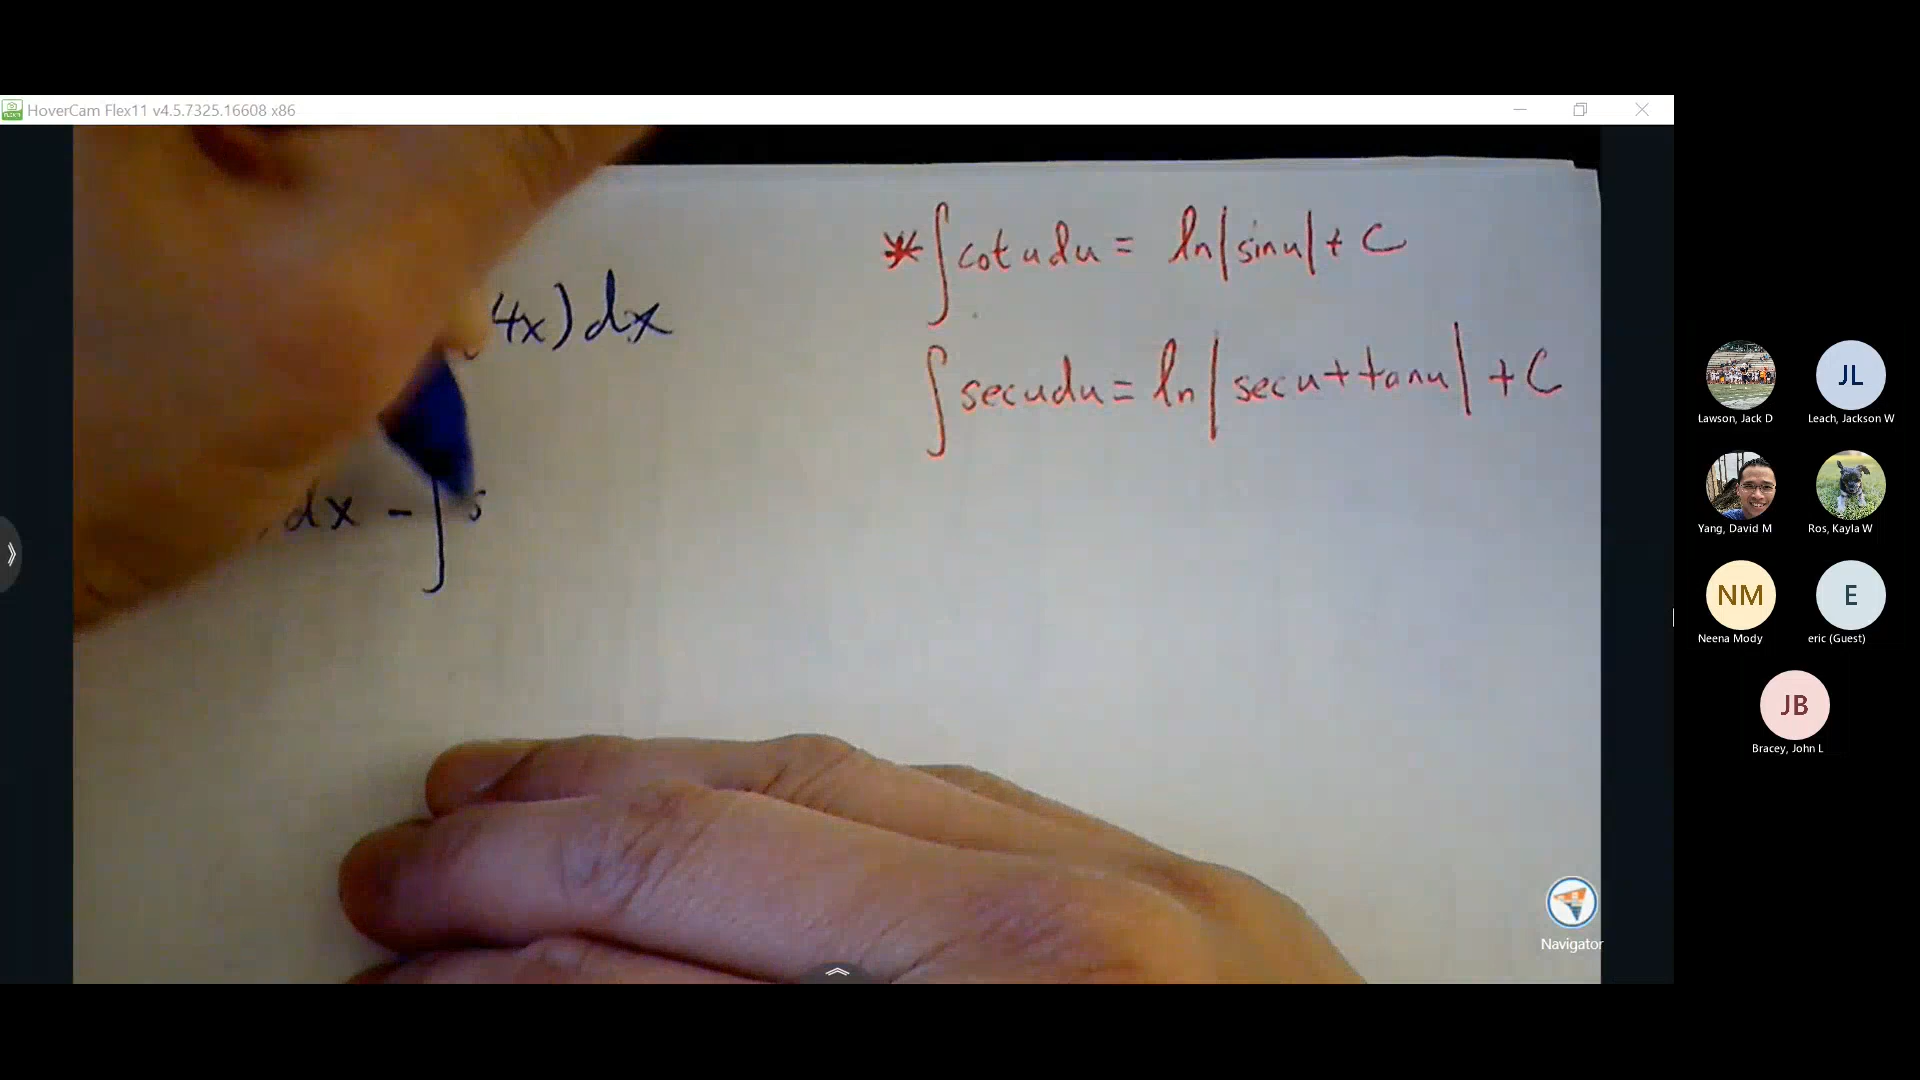 HoverCam Flex11 v4.5.7325.16608 x86
*∫cot u du = ln|sin u| + C
4x) dx
∫sec u du = ln|sec u + tan u| + C
dx - ∫s
Lawson, Jack D
JL
Leach, Jackson W
Yang, David M
Ros, Kayla W
NM
Neena Mody
E
eric (Guest)
JB
Bracey, John L
Navigator